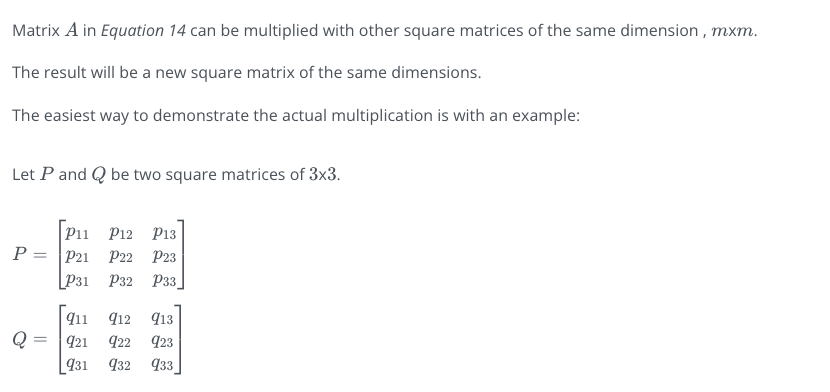 Matrix A in Equation 14 can be multiplied with other square matrices of the same dimension , mxm.
The result will be a new square matrix of the same dimensions.
The easiest way to demonstrate the actual multiplication is with an example:
Let P and Q be two square matrices of 3x3.
P = [p₁₁ p₁₂ p₁₃
p₂₁ p₂₂ p₂₃
p₃₁ p₃₂ p₃₃]
Q = [q₁₁ q₁₂ q₁₃
q₂₁ q₂₂ q₂₃
q₃₁ q₃₂ q₃₃]